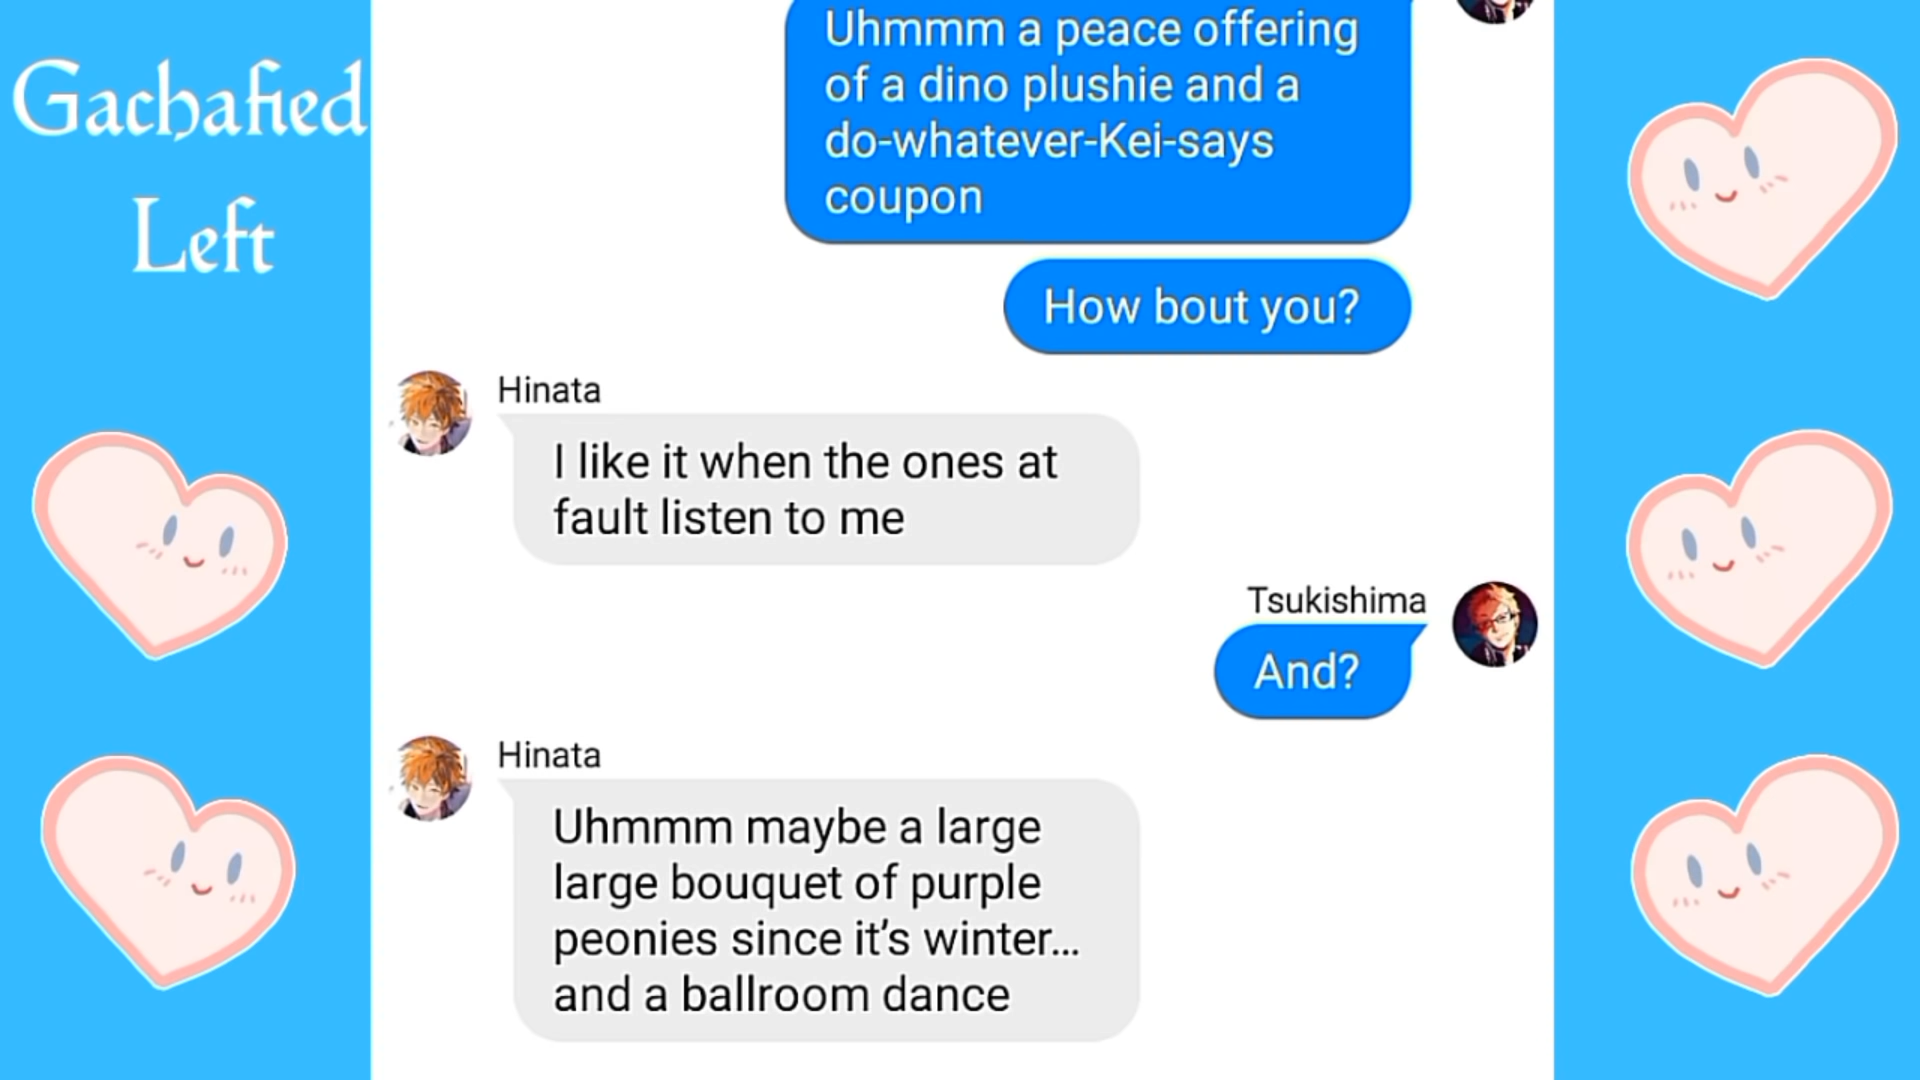 Gachafied
Left
Uhmmm a peace offering
of a dino plushie and a
do-whatever-Kei-says
coupon
How bout you?
Hinata
I like it when the ones at
fault listen to me
Tsukishima
And?
Hinata
Uhmmm maybe a large
large bouquet of purple
peonies since it’s winter...
and a ballroom dance